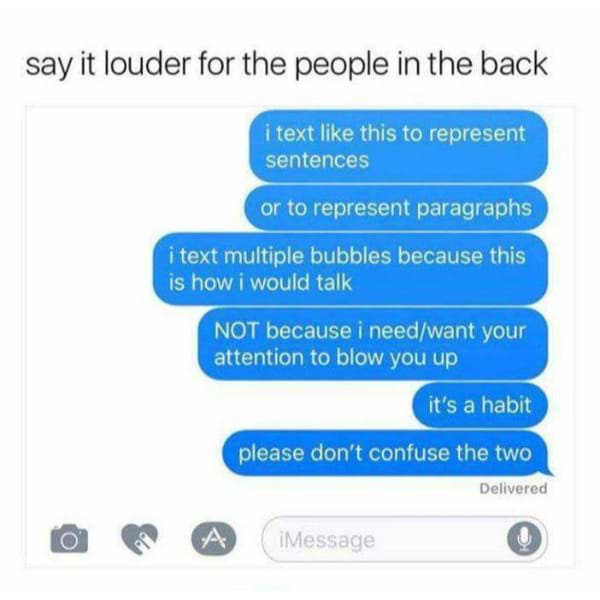 say it louder for the people in the back
i text like this to represent
sentences
or to represent paragraphs
i text multiple bubbles because this
is how i would talk
NOT because i need/want your
attention to blow you up
it's a habit
please don't confuse the two
Delivered
iMessage